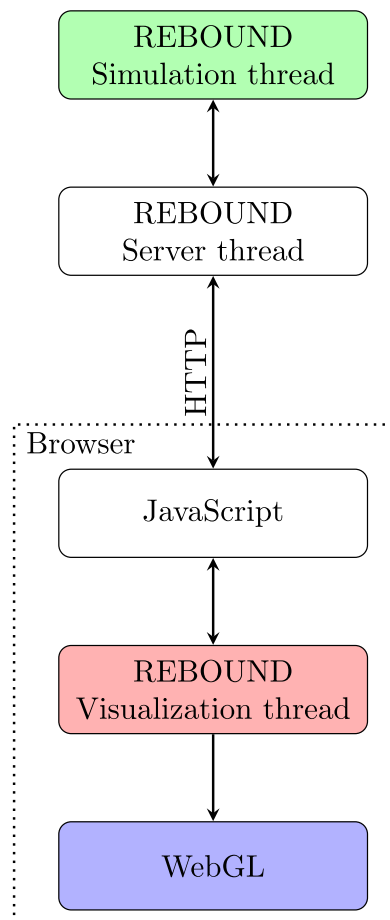 REBOUND
Simulation thread
REBOUND
Server thread
HTTP
Browser
JavaScript
REBOUND
Visualization thread
WebGL